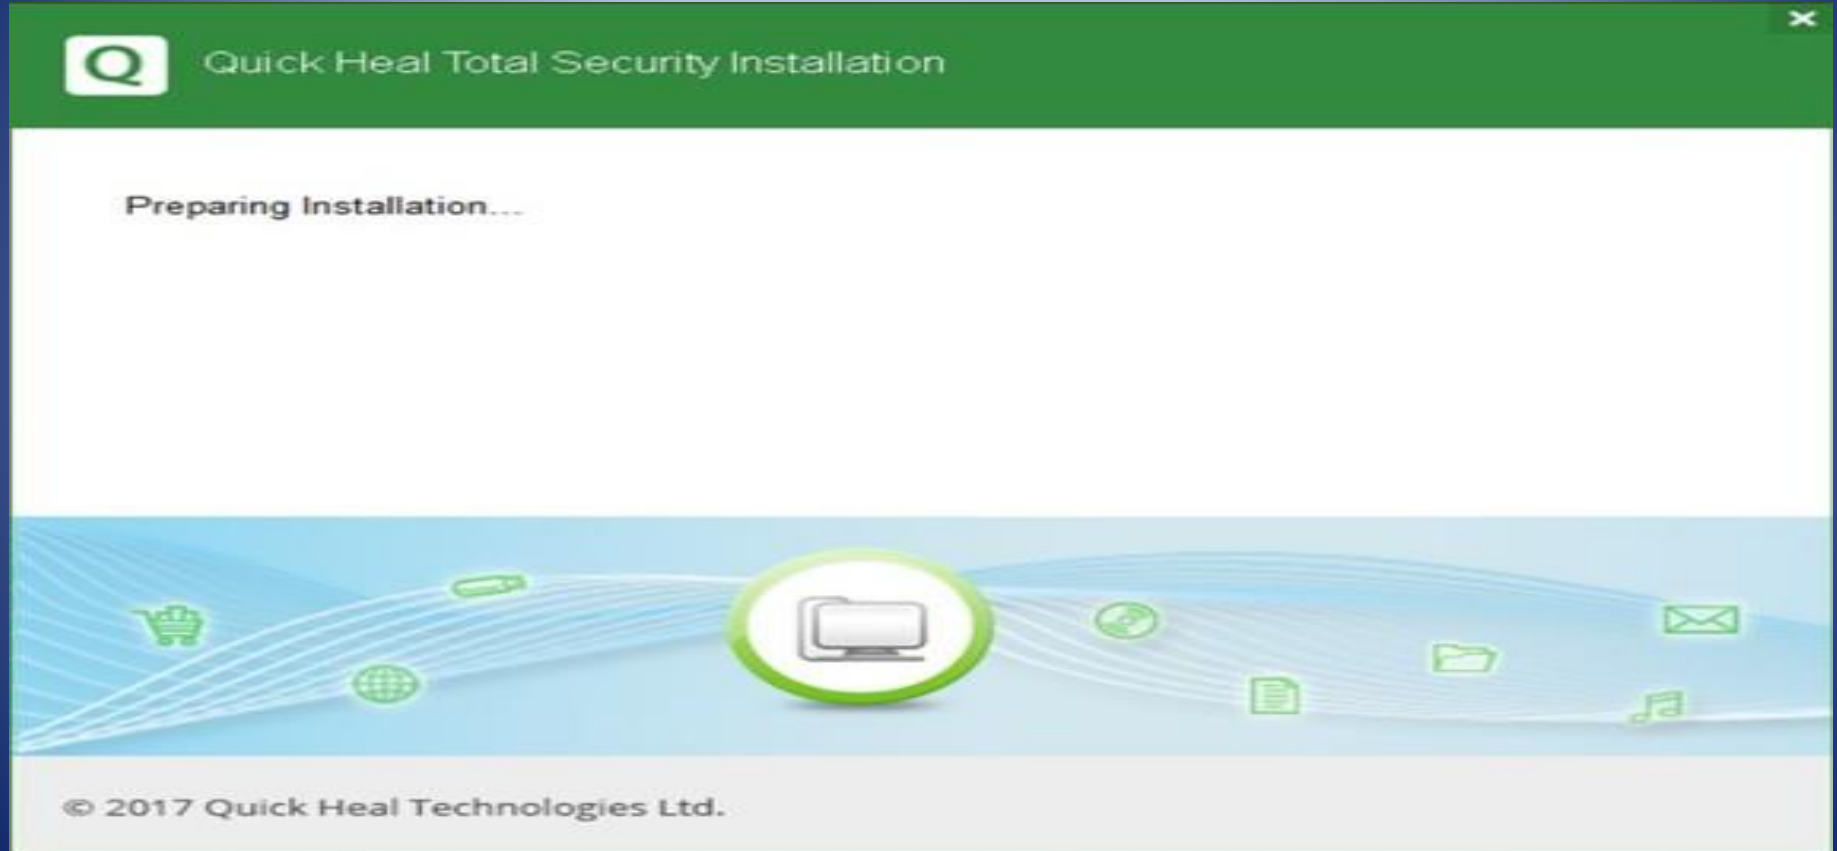 Q Quick Heal Total Security Installation
Preparing Installation...
© 2017 Quick Heal Technologies Ltd.